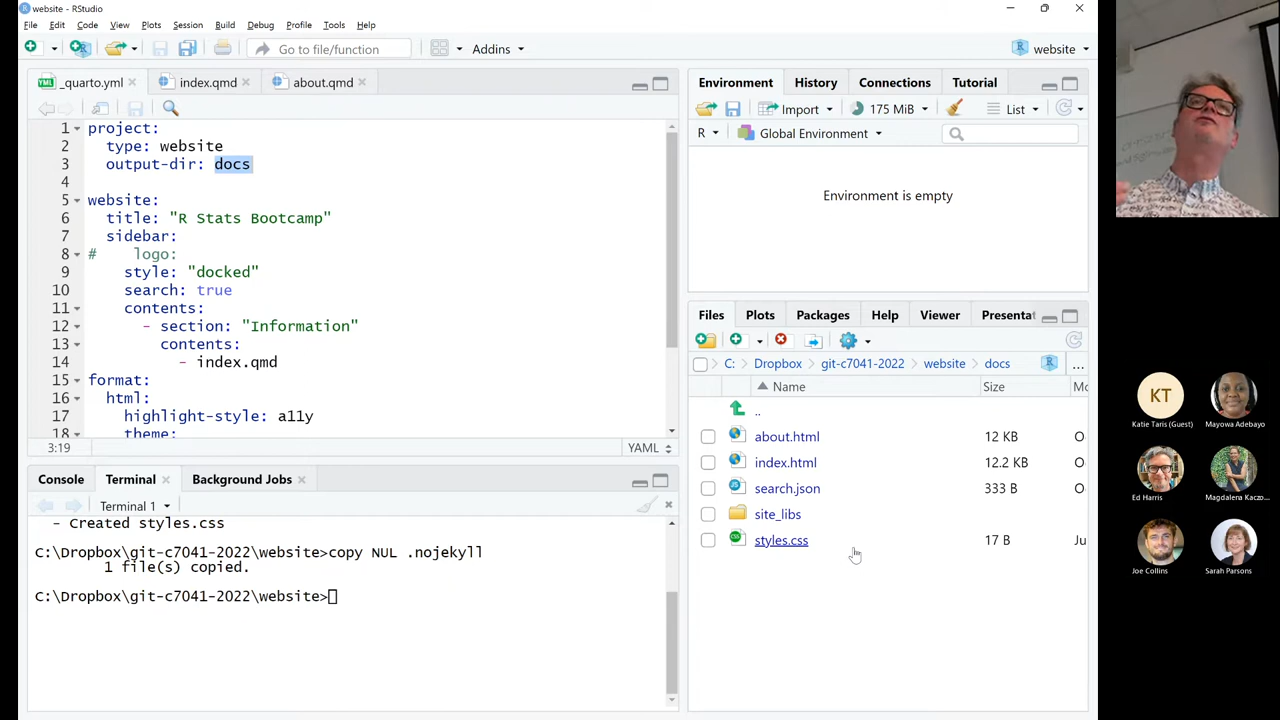 website - RStudio
File Edit Code View Plots Session Build Debug Profile Tools Help
Go to file/function
Addins
website
_quarto.yml
index.qmd
about.qmd
1 project:
2 type: website
3 output-dir: docs
4
5 website:
6 title: "R Stats Bootcamp"
7 sidebar:
8 # logo:
9 style: "docked"
10 search: true
11 contents:
12 - section: "Information"
13 contents:
14 - index.qmd
15 format:
16 html:
17 highlight-style: a11y
18 theme:
3:19
YAML
Console Terminal Background Jobs
Terminal 1
- Created styles.css
C:\Dropbox\git-c7041-2022\website>copy NUL .nojekyll
1 file(s) copied.
C:\Dropbox\git-c7041-2022\website>
Environment History Connections Tutorial
Import 175 MiB List
R Global Environment
Environment is empty
Files Plots Packages Help Viewer Presentat
C: Dropbox git-c7041-2022 website docs
...
Name Size Mo
..
about.html 12 KB O
index.html 12.2 KB O
search.json 333 B O
site_libs
styles.css 17 B Ju
KT
Katie Taris (Guest)
Mayowa Adebayo
Ed Harris
Magdalena Kaczo...
Joe Collins
Sarah Parsons